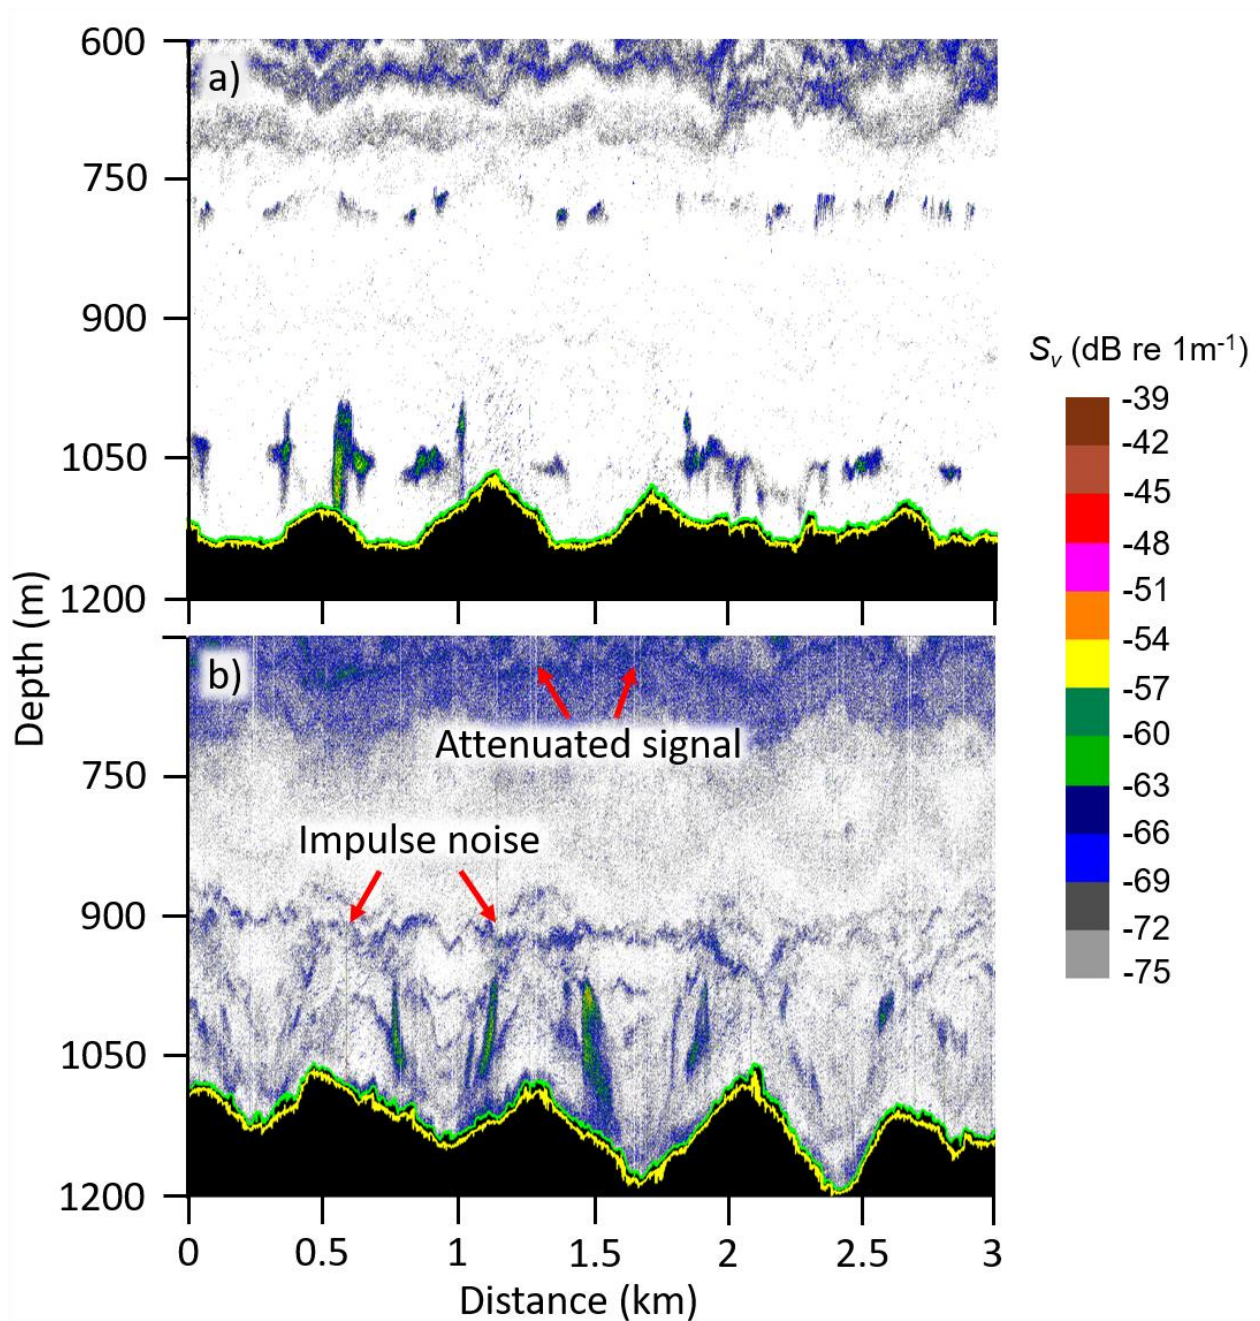 600
a)
750
900
1050
1200
Depth (m)
b)
Attenuated signal
750
Impulse noise
900
1050
1200
0 0.5 1 1.5 2 2.5 3
Distance (km)
Sv (dB re 1m-1)
-39
-42
-45
-48
-51
-54
-57
-60
-63
-66
-69
-72
-75